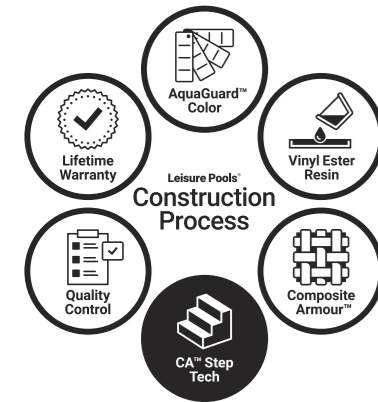 AquaGuard™
Color
Lifetime
Warranty
Vinyl Ester
Resin
Leisure Pools®
Construction
Process
Quality
Control
Composite
Armour™
CA™ Step
Tech